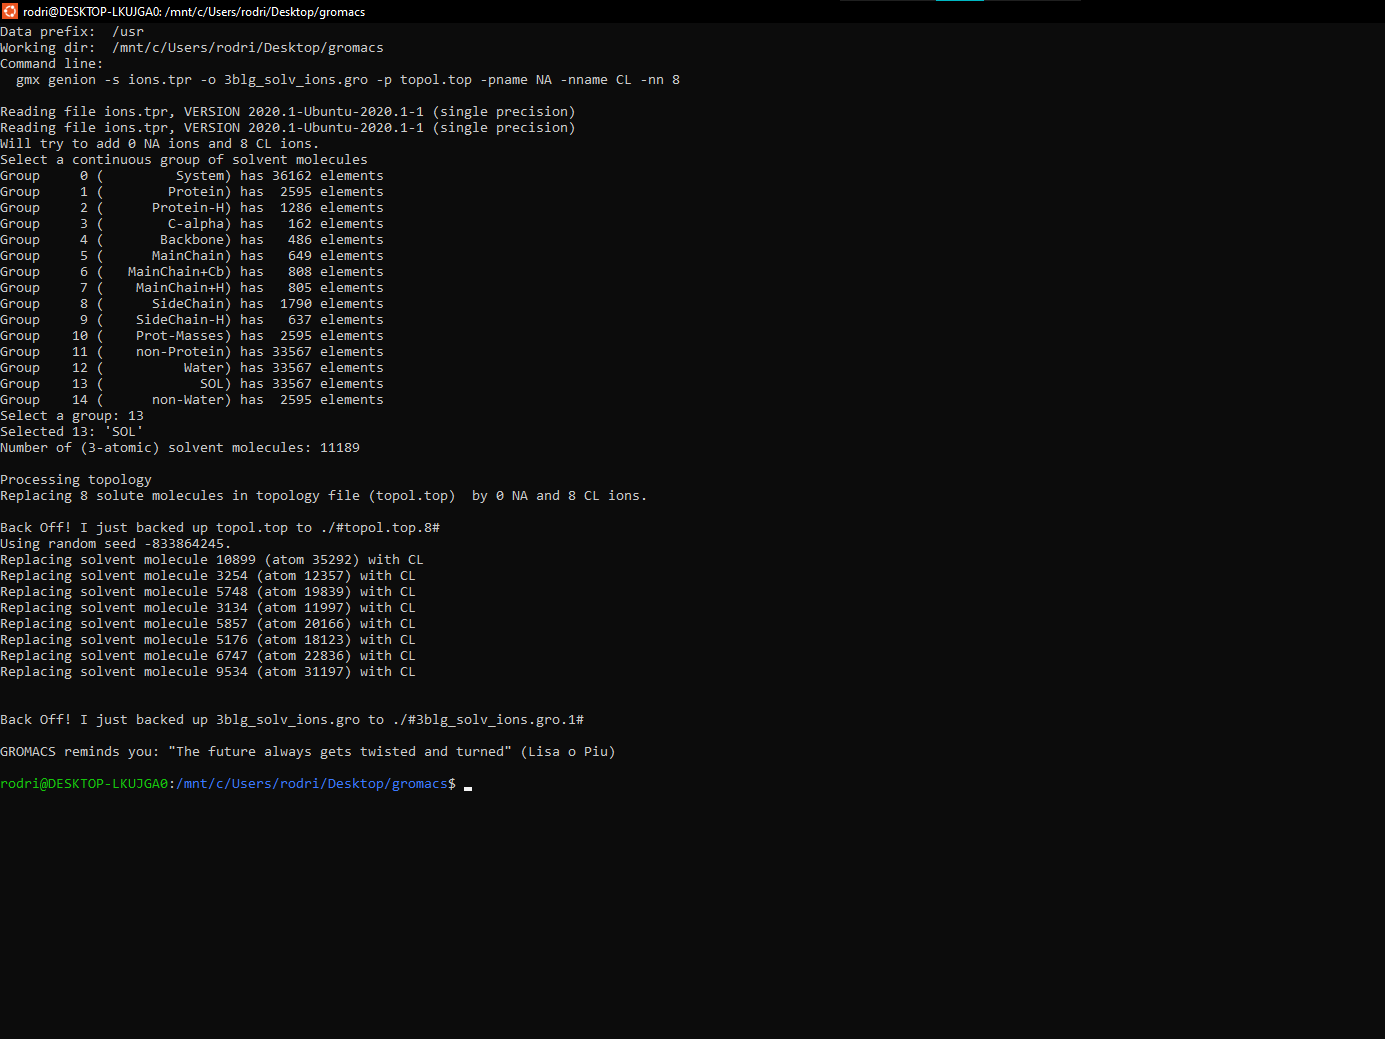 rodri@DESKTOP-LKUJGA0: /mnt/c/Users/rodri/Desktop/gromacs
Data prefix:  /usr
Working dir:  /mnt/c/Users/rodri/Desktop/gromacs
Command line:
  gmx genion -s ions.tpr -o 3blg_solv_ions.gro -p topol.top -pname NA -nname CL -nn 8

Reading file ions.tpr, VERSION 2020.1-Ubuntu-2020.1-1 (single precision)
Reading file ions.tpr, VERSION 2020.1-Ubuntu-2020.1-1 (single precision)
Will try to add 0 NA ions and 8 CL ions.
Select a continuous group of solvent molecules
Group     0 (         System) has 36162 elements
Group     1 (        Protein) has  2595 elements
Group     2 (      Protein-H) has  1286 elements
Group     3 (        C-alpha) has   162 elements
Group     4 (       Backbone) has   486 elements
Group     5 (      MainChain) has   649 elements
Group     6 (   MainChain+Cb) has   808 elements
Group     7 (    MainChain+H) has   805 elements
Group     8 (      SideChain) has  1790 elements
Group     9 (    SideChain-H) has   637 elements
Group    10 (    Prot-Masses) has  2595 elements
Group    11 (    non-Protein) has 33567 elements
Group    12 (          Water) has 33567 elements
Group    13 (            SOL) has 33567 elements
Group    14 (      non-Water) has  2595 elements
Select a group: 13
Selected 13: 'SOL'
Number of (3-atomic) solvent molecules: 11189

Processing topology
Replacing 8 solute molecules in topology file (topol.top)  by 0 NA and 8 CL ions.

Back Off! I just backed up topol.top to ./#topol.top.8#
Using random seed -833864245.
Replacing solvent molecule 10899 (atom 35292) with CL
Replacing solvent molecule 3254 (atom 12357) with CL
Replacing solvent molecule 5748 (atom 19839) with CL
Replacing solvent molecule 3134 (atom 11997) with CL
Replacing solvent molecule 5857 (atom 20166) with CL
Replacing solvent molecule 5176 (atom 18123) with CL
Replacing solvent molecule 6747 (atom 22836) with CL
Replacing solvent molecule 9534 (atom 31197) with CL

Back Off! I just backed up 3blg_solv_ions.gro to ./#3blg_solv_ions.gro.1#

GROMACS reminds you: "The future always gets twisted and turned" (Lisa o Piu)

rodri@DESKTOP-LKUJGA0:/mnt/c/Users/rodri/Desktop/gromacs$